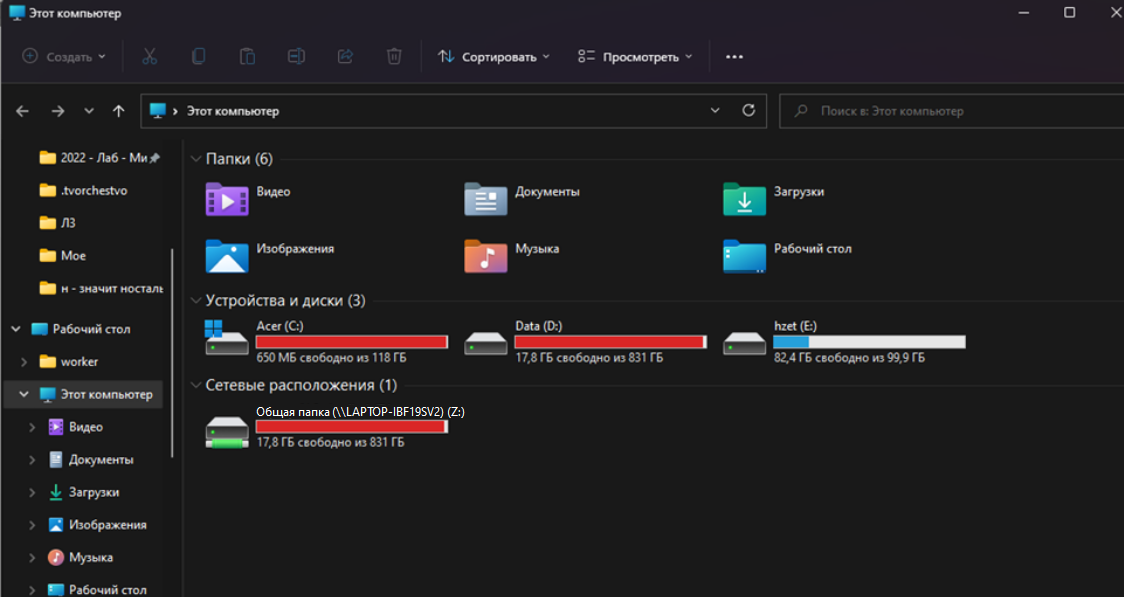 Этот компьютер
Создать
Сортировать
Просмотреть
Этот компьютер
Поиск в: Этот компьютер
2022 - Лаб - Ми
.tvorchestvo
ЛЗ
Мое
н - значит носталь
Рабочий стол
worker
Этот компьютер
Видео
Документы
Загрузки
Изображения
Музыка
Рабочий стол
Папки (6)
Видео
Документы
Загрузки
Изображения
Музыка
Рабочий стол
Устройства и диски (3)
Acer (C:)
650 МБ свободно из 118 ГБ
Data (D:)
17,8 ГБ свободно из 831 ГБ
hzet (E:)
82,4 ГБ свободно из 99,9 ГБ
Сетевые расположения (1)
Общая папка (\\LAPTOP-IBF19SV2) (Z:)
17,8 ГБ свободно из 831 ГБ